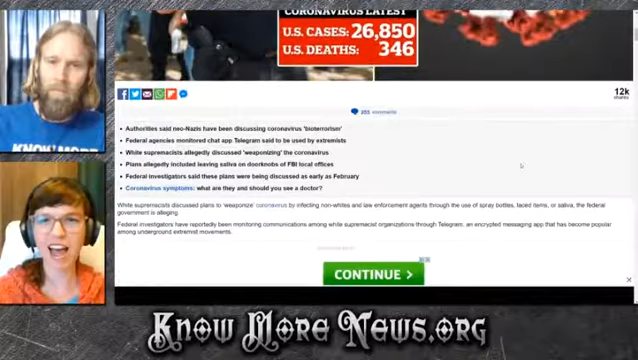 CORONAVIRUS LATEST
U.S. CASES: 26,850
U.S. DEATHS: 346
12k
shares
comments
Authorities said neo-Nazis have been discussing coronavirus 'bioterrorism'
Federal agencies monitored chat app Telegram said to be used by extremists
White supremacists allegedly discussed 'weaponizing' the coronavirus
Plans allegedly included leaving saliva on doorknobs of FBI local offices
Federal investigators said these plans were being discussed as early as February
Coronavirus symptoms: what are they and should you see a doctor?
White supremacists discussed plans to 'weaponize' coronavirus by infecting non-whites and law enforcement agents through the use of spray bottles, laced items, or saliva, the federal
government is alleging.
Federal investigators have reportedly been monitoring communications among white supremacist organizations through Telegram, an encrypted messaging app that has become popular
among underground extremist movements.
CONTINUE >
KNOW MORE NEWS.ORG